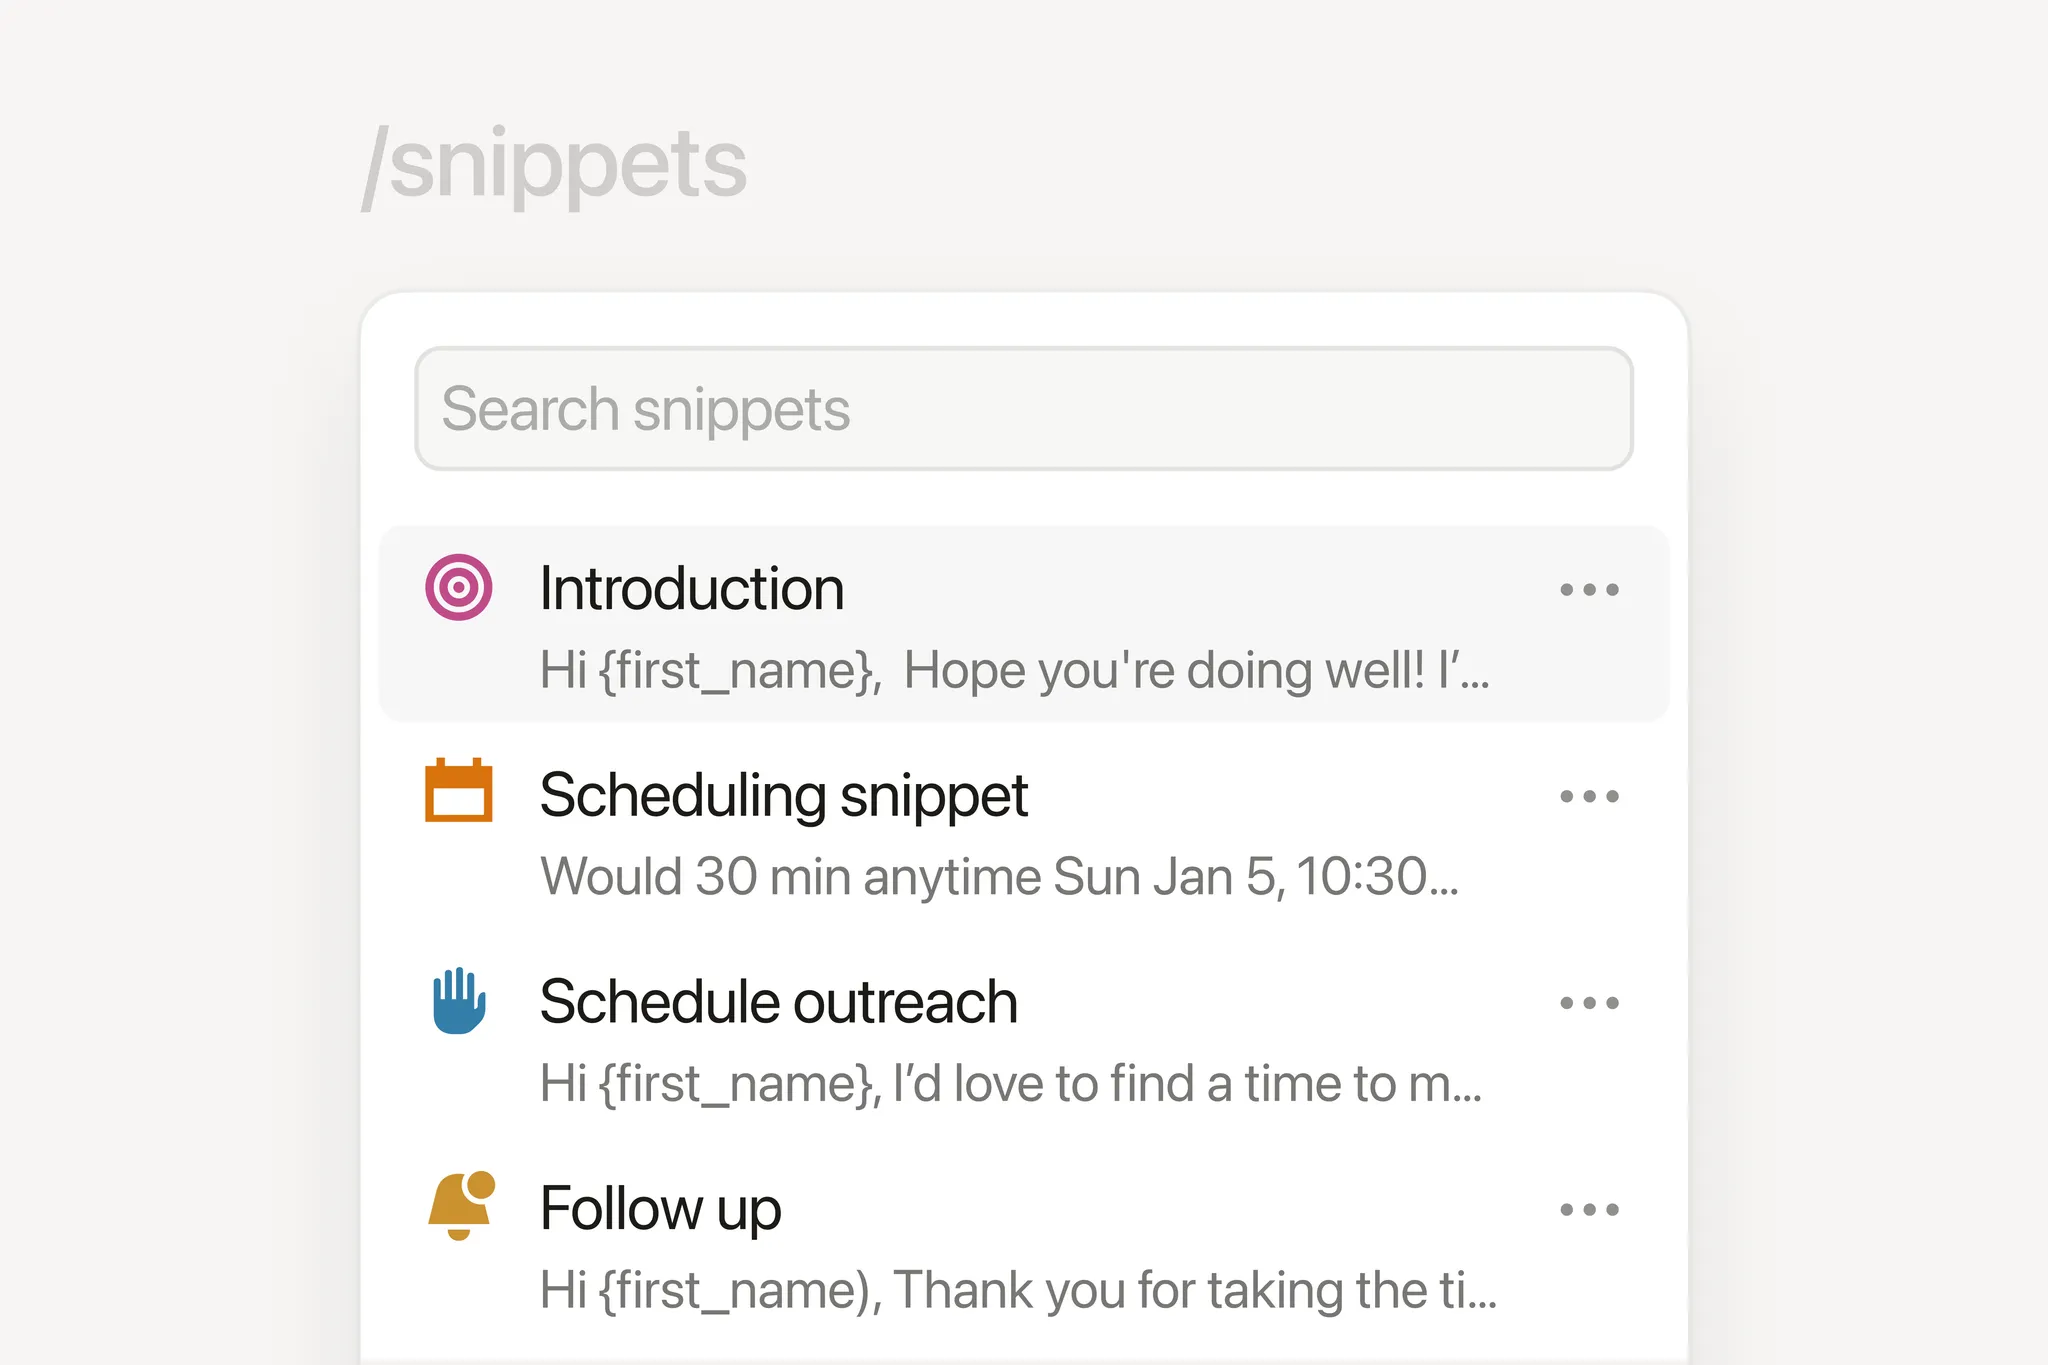 /snippets
Search snippets
Introduction
Hi {first_name},  Hope you're doing well! I’...
Scheduling snippet
Would 30 min anytime Sun Jan 5, 10:30...
Schedule outreach
Hi {first_name}, I’d love to find a time to m...
Follow up
Hi {first_name), Thank you for taking the ti...